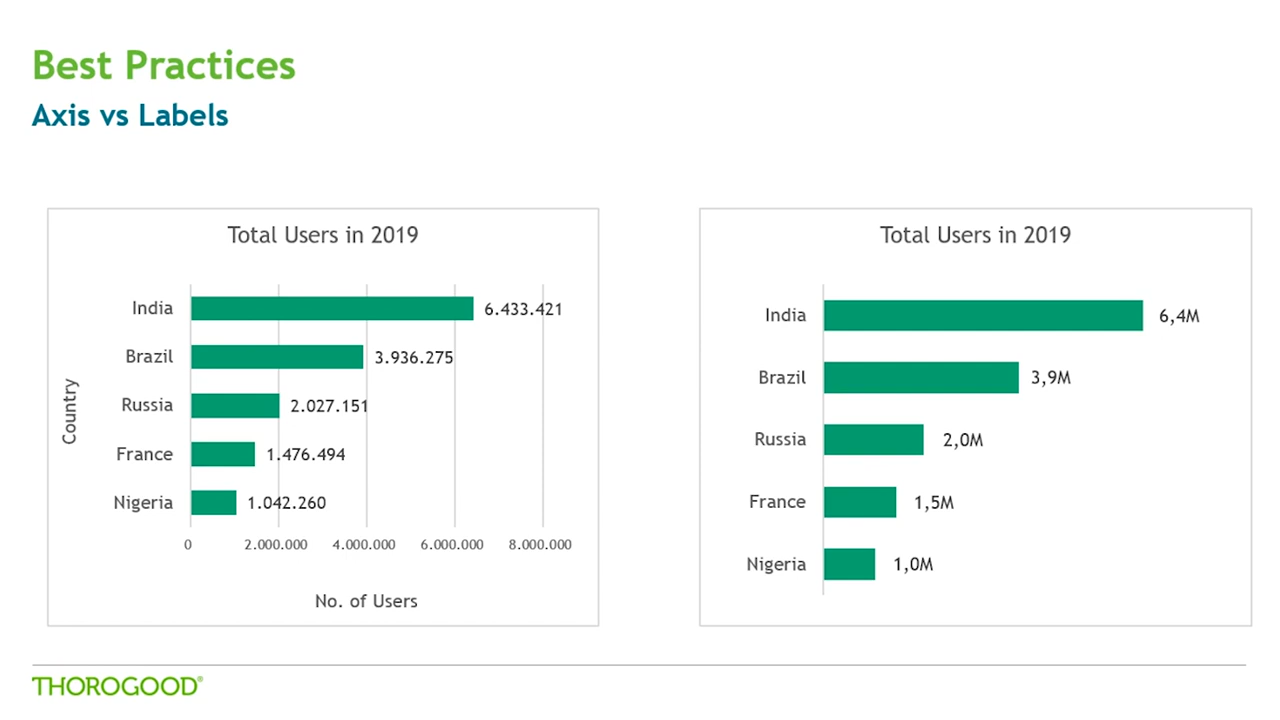 Best Practices
Axis vs Labels
Total Users in 2019
India 6.433.421
Brazil 3.936.275
Russia 2.027.151
France 1.476.494
Nigeria 1.042.260
Country
0 2.000.000 4.000.000 6.000.000 8.000.000
No. of Users
Total Users in 2019
India 6,4M
Brazil 3,9M
Russia 2,0M
France 1,5M
Nigeria 1,0M
THOROGOOD®